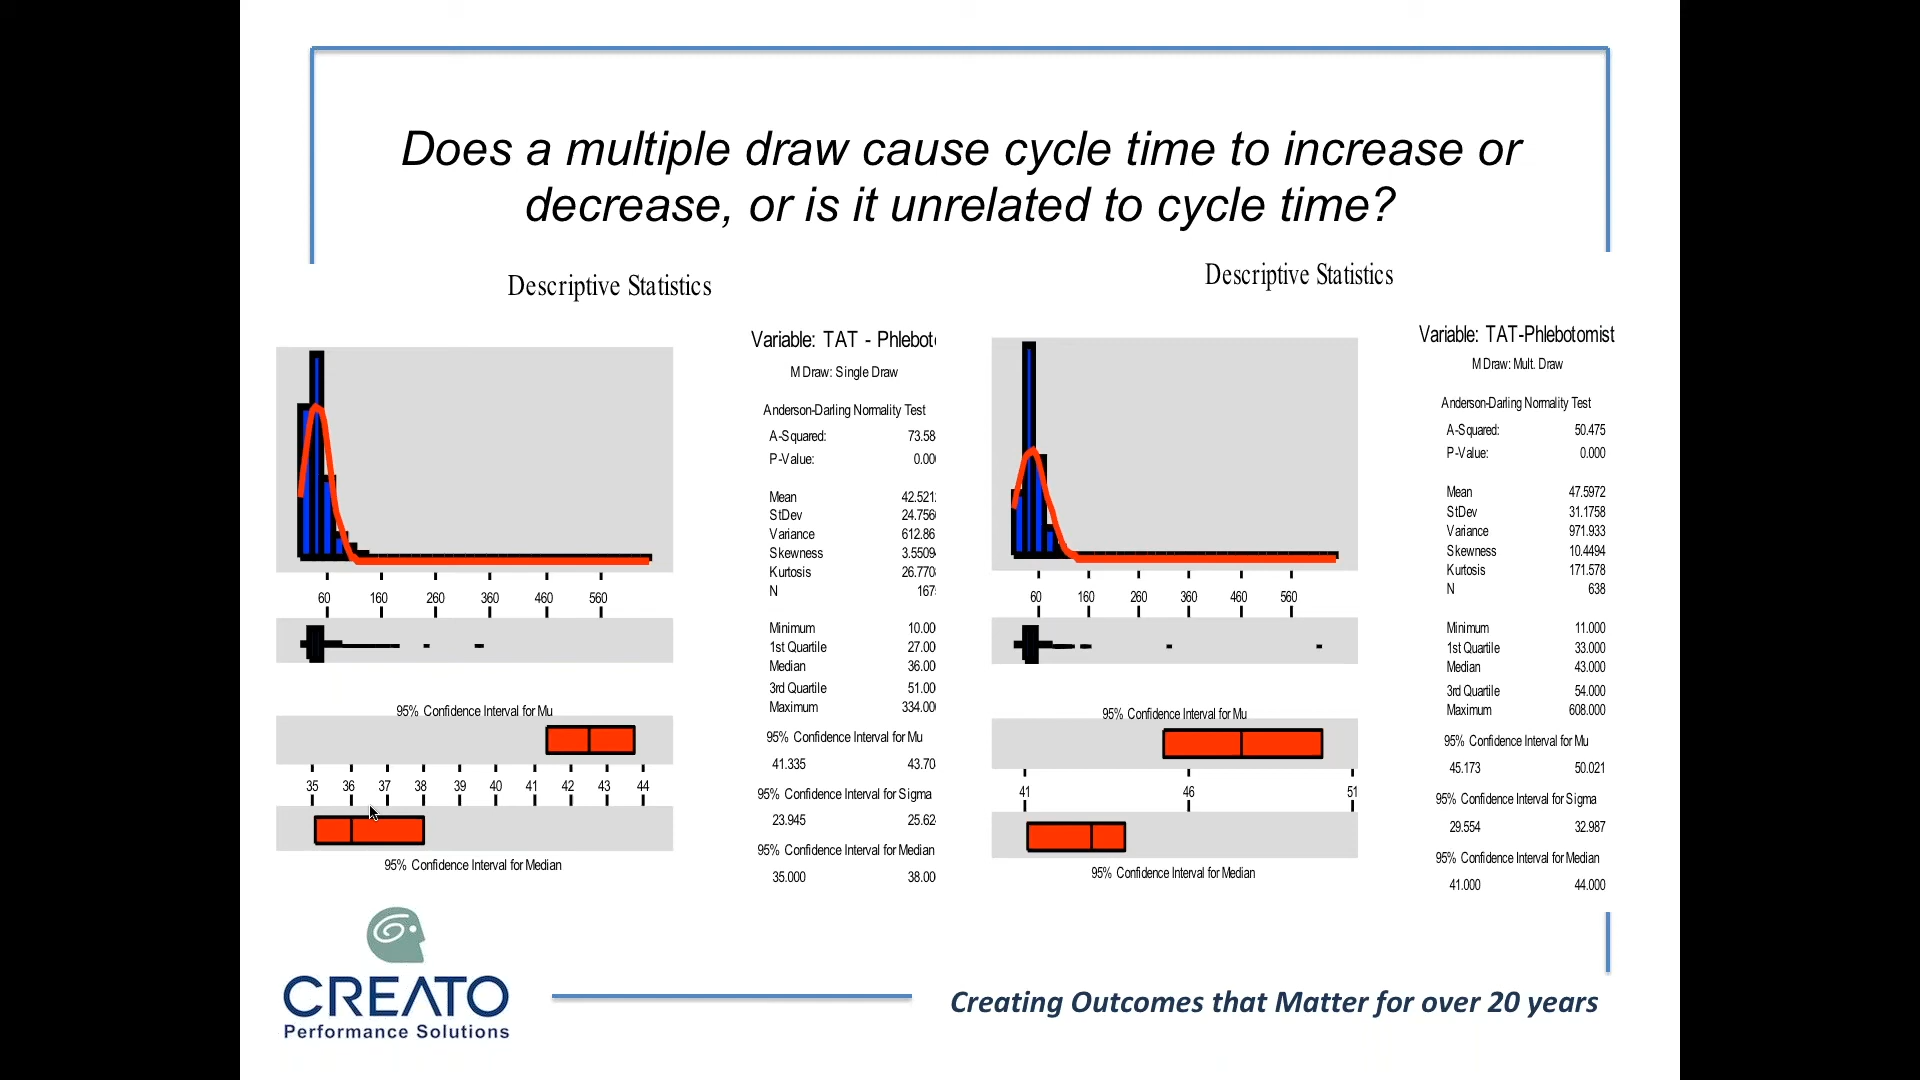 Does a multiple draw cause cycle time to increase or
decrease, or is it unrelated to cycle time?
Descriptive Statistics
Variable: TAT - Phlebot
M Draw: Single Draw
Anderson-Darling Normality Test
A-Squared: 73.58
P-Value: 0.00
Mean 42.521
StDev 24.756
Variance 612.86
Skewness 3.5509
Kurtosis 26.770
N 167
Minimum 10.00
1st Quartile 27.00
Median 36.00
3rd Quartile 51.00
Maximum 334.00
95% Confidence Interval for Mu
41.335 43.70
95% Confidence Interval for Sigma
23.945 25.62
95% Confidence Interval for Median
35.000 38.00
60 160 260 360 460 560
95% Confidence Interval for Mu
35 36 37 38 39 40 41 42 43 44
95% Confidence Interval for Median
Descriptive Statistics
Variable: TAT-Phlebotomist
M Draw: Mult. Draw
Anderson-Darling Normality Test
A-Squared: 50.475
P-Value: 0.000
Mean 47.5972
StDev 31.1758
Variance 971.933
Skewness 10.4494
Kurtosis 171.578
N 638
Minimum 11.000
1st Quartile 33.000
Median 43.000
3rd Quartile 54.000
Maximum 608.000
95% Confidence Interval for Mu
45.173 50.021
95% Confidence Interval for Sigma
29.554 32.987
95% Confidence Interval for Median
41.000 44.000
60 160 260 360 460 560
95% Confidence Interval for Mu
41 46 51
95% Confidence Interval for Median
CREATO
Performance Solutions
Creating Outcomes that Matter for over 20 years